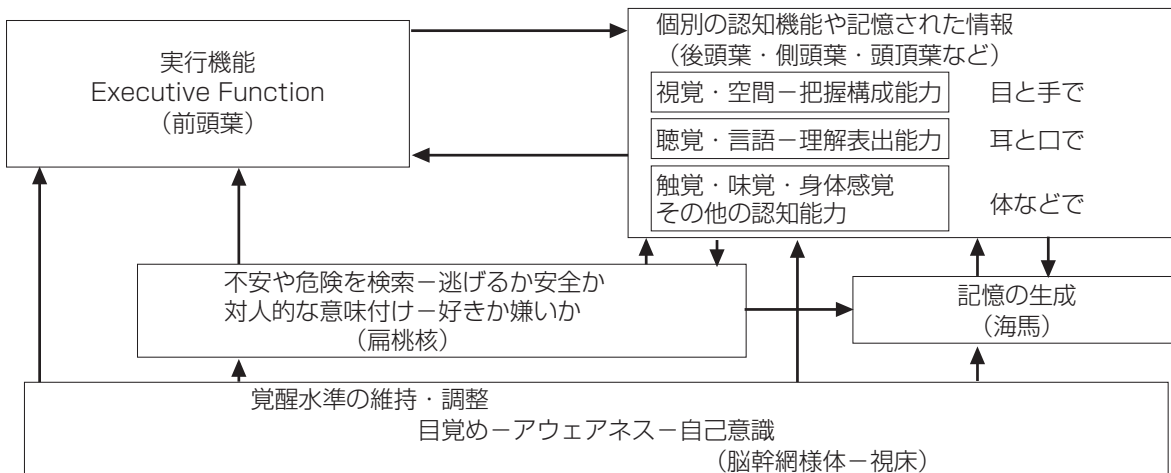 実行機能
Executive Function
（前頭葉）
個別の認知機能や記憶された情報
（後頭葉・側頭葉・頭頂葉など）
視覚・空間－把握構成能力　目と手で
聴覚・言語－理解表出能力　耳と口で
触覚・味覚・身体感覚
その他の認知能力　体などで
不安や危険を検索－逃げるか安全か
対人的な意味付け－好きか嫌いか
（扁桃核）
記憶の生成
（海馬）
覚醒水準の維持・調整
目覚め－アウェアネス－自己意識
（脳幹網様体－視床）